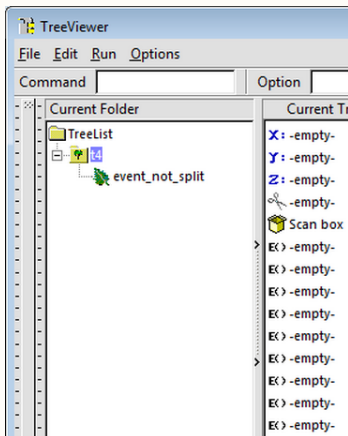 TreeViewer
File Edit Run Options
Command Option
Current Folder
TreeList
t4
event_not_split
Current Tr
X: -empty-
Y: -empty-
Z: -empty-
-empty-
Scan box
E() -empty-
E() -empty-
E() -empty-
E() -empty-
E() -empty-
E() -empty-
E() -empty-
E() -empty-
E() -empty-